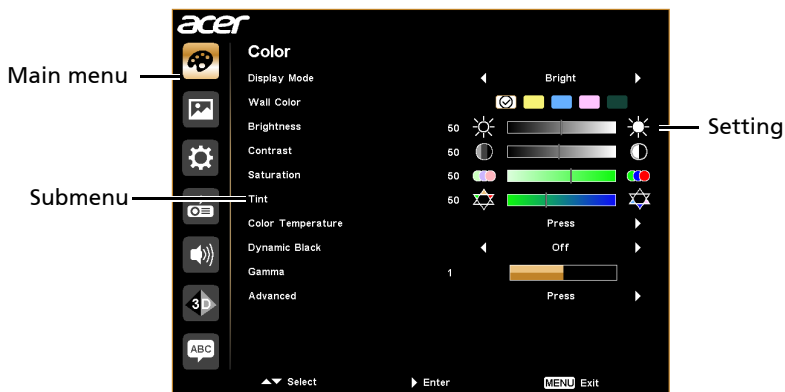 acer
Color
Main menu
Display Mode Bright
Wall Color
Brightness 50 Setting
Contrast 50
Saturation 50
Submenu Tint 50
Color Temperature Press
Dynamic Black Off
Gamma 1
3D Advanced Press
ABC
Select Enter MENU Exit